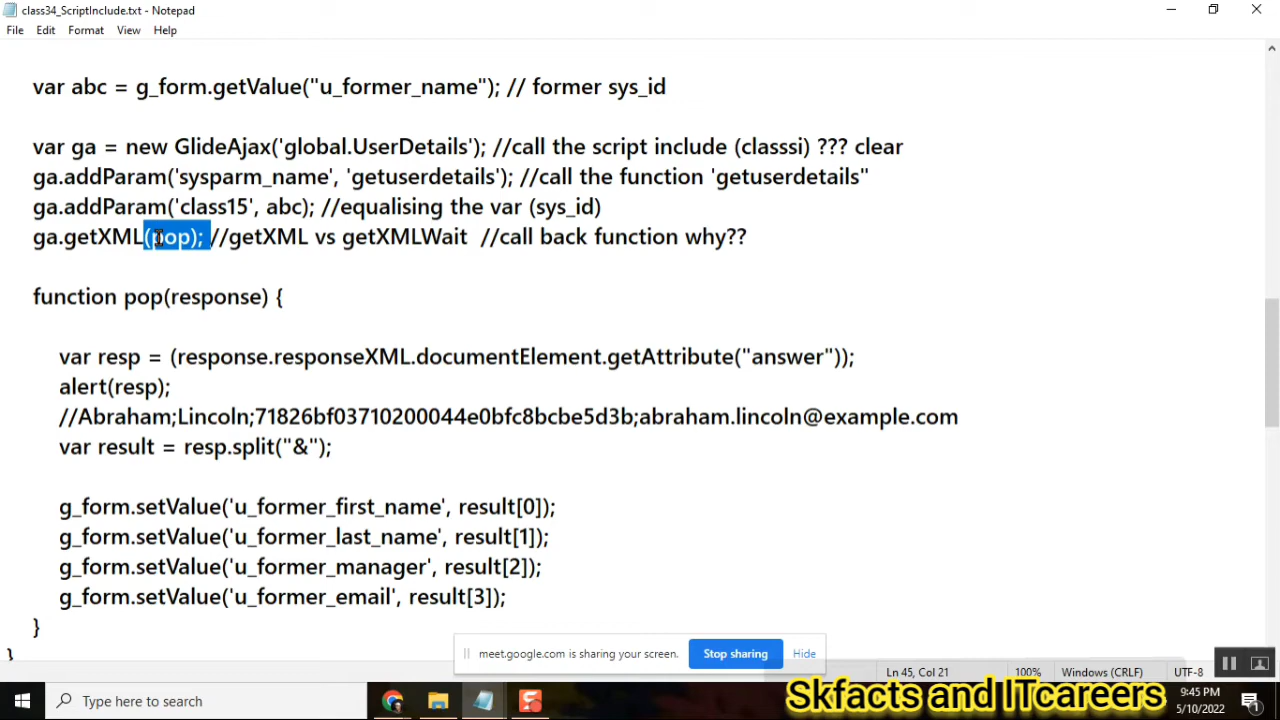 class34_ScriptInclude.txt - Notepad
File Edit Format View Help
var abc = g_form.getValue("u_former_name"); // former sys_id
var ga = new GlideAjax('global.UserDetails'); //call the script include (classsi) ??? clear
ga.addParam('sysparm_name', 'getuserdetails'); //call the function 'getuserdetails"
ga.addParam('class15', abc); //equalising the var (sys_id)
ga.getXML(pop); //getXML vs getXMLWait //call back function why??
function pop(response) {
var resp = (response.responseXML.documentElement.getAttribute("answer"));
alert(resp);
//Abraham;Lincoln;71826bf03710200044e0bfc8bcbe5d3b;abraham.lincoln@example.com
var result = resp.split("&");
g_form.setValue('u_former_first_name', result[0]);
g_form.setValue('u_former_last_name', result[1]);
g_form.setValue('u_former_manager', result[2]);
g_form.setValue('u_former_email', result[3]);
}
}
meet.google.com is sharing your screen. Stop sharing Hide
Ln 45, Col 21 100% Windows (CRLF) UTF-8
Type here to search
Skfacts and ITcareers
9:45 PM
5/10/2022
1